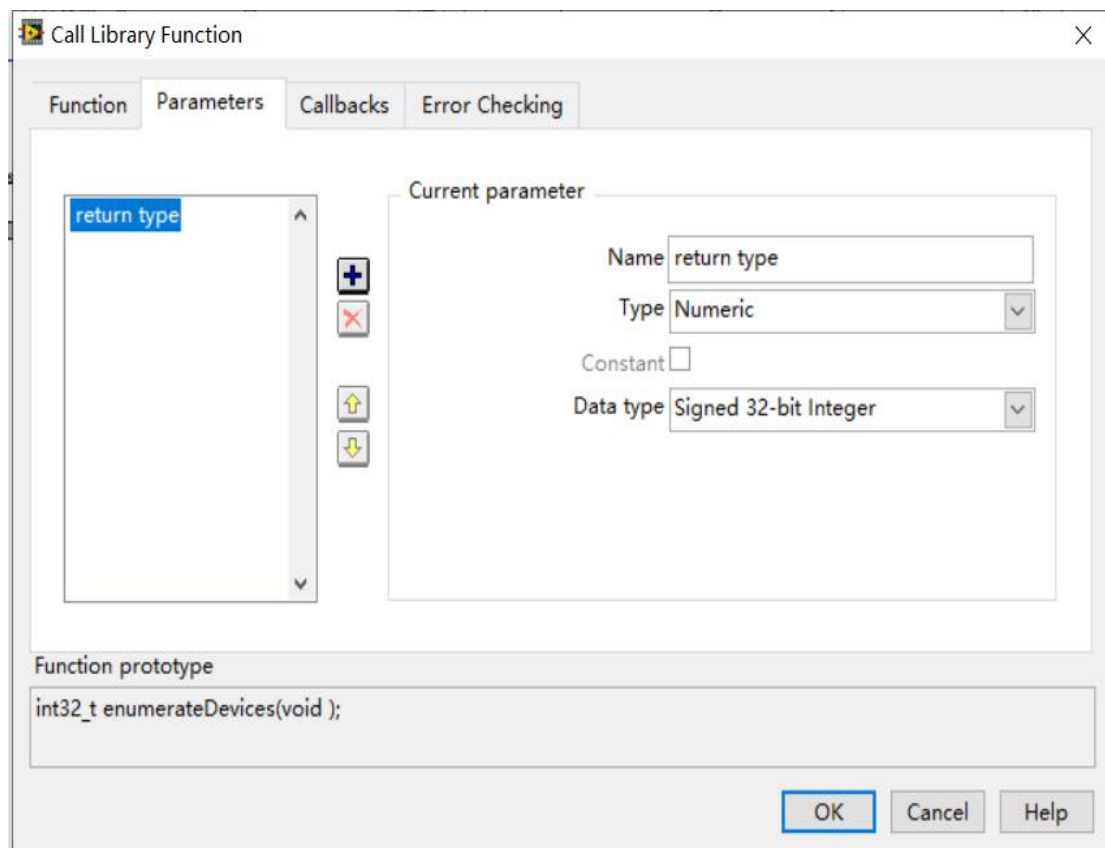 Call Library Function
Function Parameters Callbacks Error Checking
return type
Current parameter
Name return type
Type Numeric
Constant
Data type Signed 32-bit Integer
Function prototype
int32_t enumerateDevices(void );
OK Cancel Help